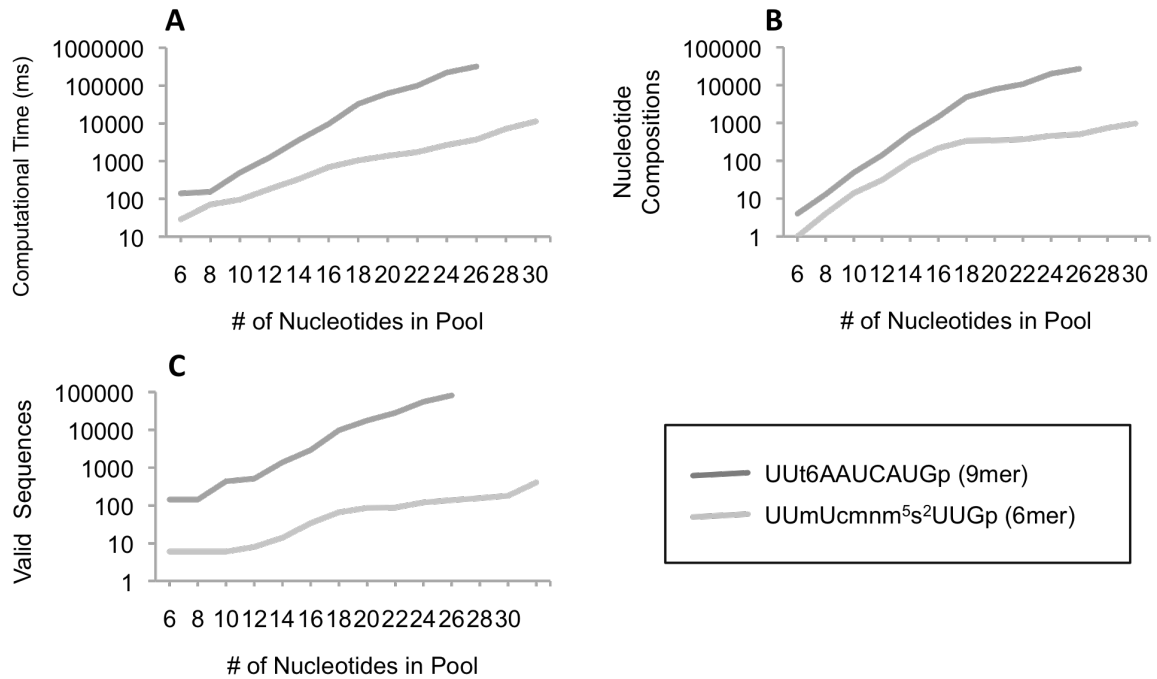 A
Computational Time (ms)
1000000
100000
10000
1000
100
10
6 8 10 12 14 16 18 20 22 24 26 28 30
# of Nucleotides in Pool
B
Nucleotide
Compositions
100000
10000
1000
100
10
1
6 8 10 12 14 16 18 20 22 24 26 28 30
# of Nucleotides in Pool
C
Valid Sequences
100000
10000
1000
100
10
1
6 8 10 12 14 16 18 20 22 24 26 28 30
# of Nucleotides in Pool
UUt6AAUCAUGp (9mer)
UUmUcmnm⁵s²UUGp (6mer)